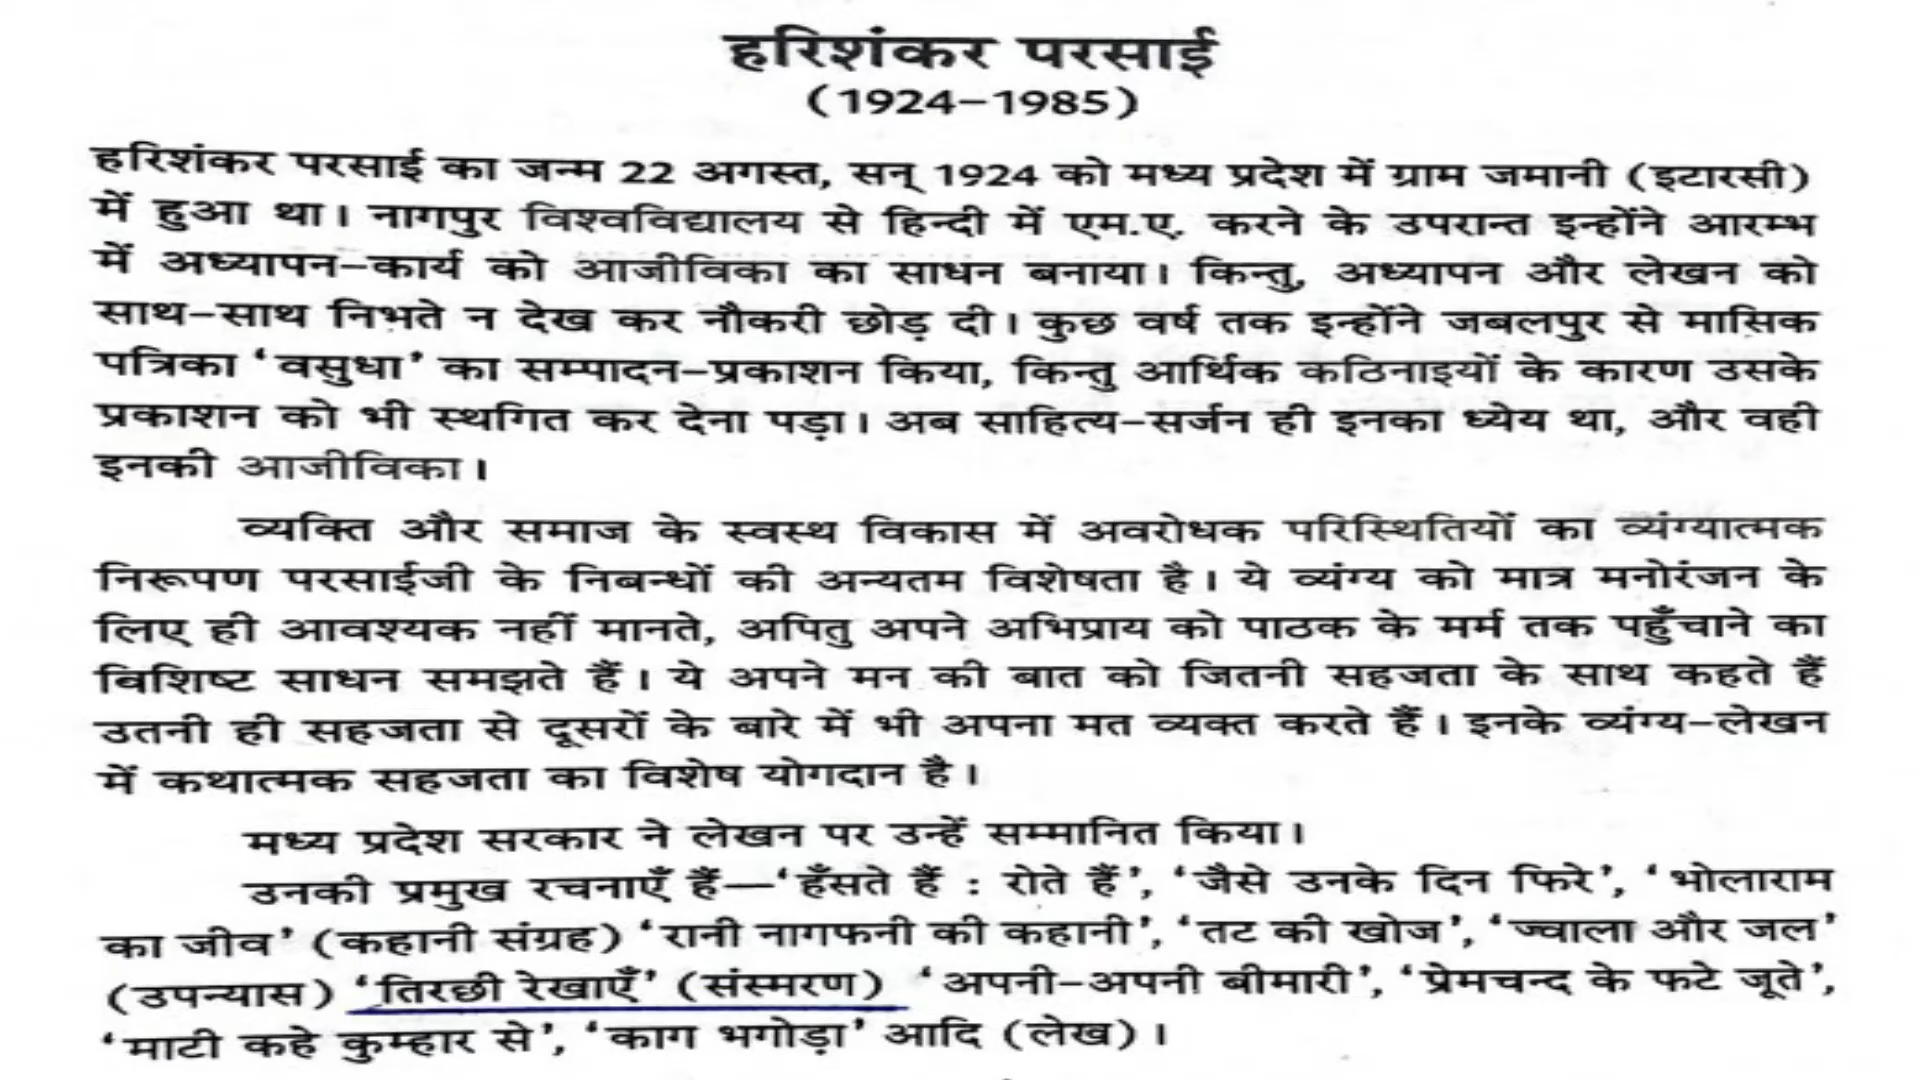 हरिशंकर परसाई
(1924–1985)
हरिशंकर परसाई का जन्म 22 अगस्त, सन् 1924 को मध्य प्रदेश में ग्राम जमानी (इटारसी)
में हुआ था। नागपुर विश्वविद्यालय से हिन्दी में एम.ए. करने के उपरान्त इन्होंने आरम्भ
में अध्यापन–कार्य को आजीविका का साधन बनाया। किन्तु, अध्यापन और लेखन को
साथ–साथ निभते न देख कर नौकरी छोड़ दी। कुछ वर्ष तक इन्होंने जबलपुर से मासिक
पत्रिका ‘वसुधा’ का सम्पादन–प्रकाशन किया, किन्तु आर्थिक कठिनाइयों के कारण उसके
प्रकाशन को भी स्थगित कर देना पड़ा। अब साहित्य–सर्जन ही इनका ध्येय था, और वही
इनकी आजीविका।
व्यक्ति और समाज के स्वस्थ विकास में अवरोधक परिस्थितियों का व्यंग्यात्मक
निरूपण परसाईजी के निबन्धों की अन्यतम विशेषता है। ये व्यंग्य को मात्र मनोरंजन के
लिए ही आवश्यक नहीं मानते, अपितु अपने अभिप्राय को पाठक के मर्म तक पहुँचाने का
विशिष्ट साधन समझते हैं। ये अपने मन की बात को जितनी सहजता के साथ कहते हैं
उतनी ही सहजता से दूसरों के बारे में भी अपना मत व्यक्त करते हैं। इनके व्यंग्य–लेखन
में कथात्मक सहजता का विशेष योगदान है।
मध्य प्रदेश सरकार ने लेखन पर उन्हें सम्मानित किया।
उनकी प्रमुख रचनाएँ हैं—‘हँसते हैं : रोते हैं’, ‘जैसे उनके दिन फिरे’, ‘भोलाराम
का जीव’ (कहानी संग्रह) ‘रानी नागफनी की कहानी’, ‘तट की खोज’, ‘ज्वाला और जल’
(उपन्यास) ‘तिरछी रेखाएँ’ (संस्मरण) ‘अपनी–अपनी बीमारी’, ‘प्रेमचन्द के फटे जूते’,
‘माटी कहे कुम्हार से’, ‘काग भगोड़ा’ आदि (लेख)।